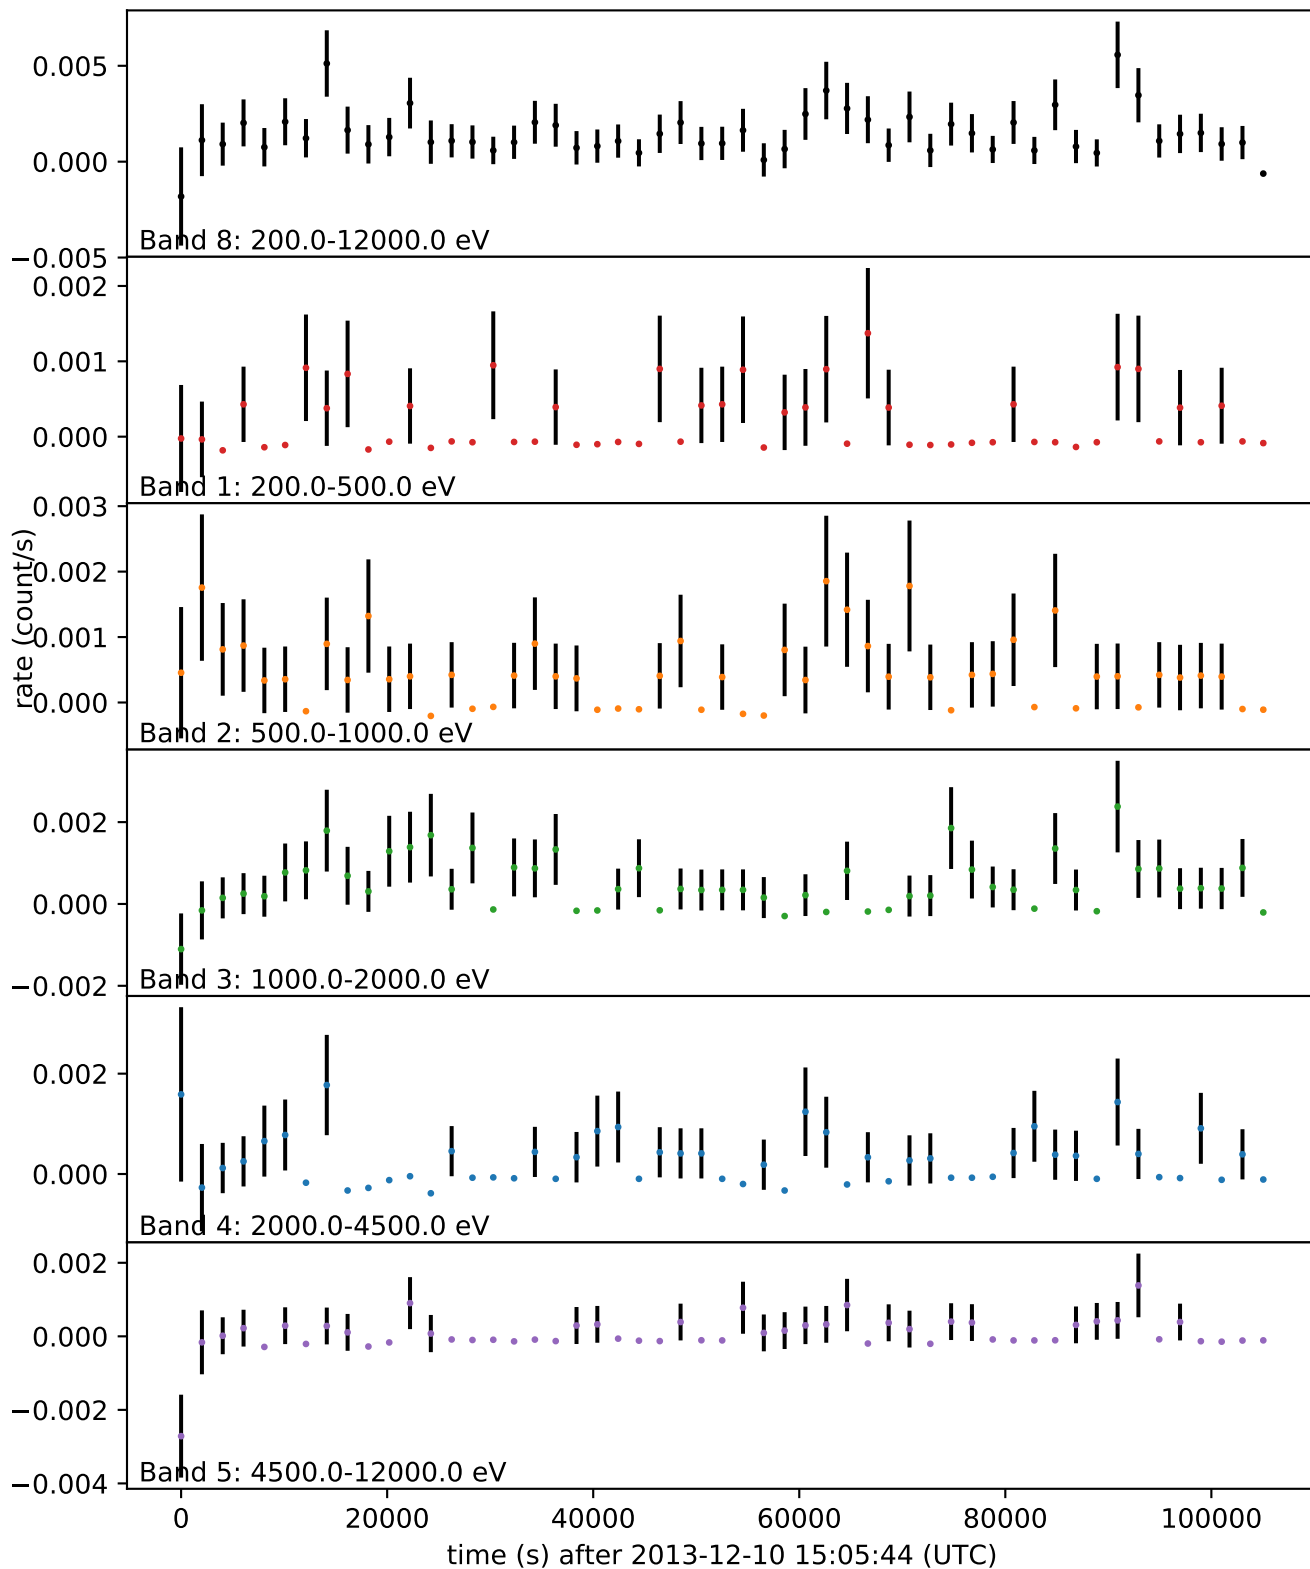 0.005
0.000
−0.005
Band 8: 200.0-12000.0 eV
0.002
0.001
0.000
Band 1: 200.0-500.0 eV
rate (count/s)
0.003
0.002
0.001
0.000
Band 2: 500.0-1000.0 eV
0.002
0.000
−0.002
Band 3: 1000.0-2000.0 eV
0.002
0.000
Band 4: 2000.0-4500.0 eV
0.002
0.000
−0.002
−0.004
Band 5: 4500.0-12000.0 eV
0 20000 40000 60000 80000 100000
time (s) after 2013-12-10 15:05:44 (UTC)